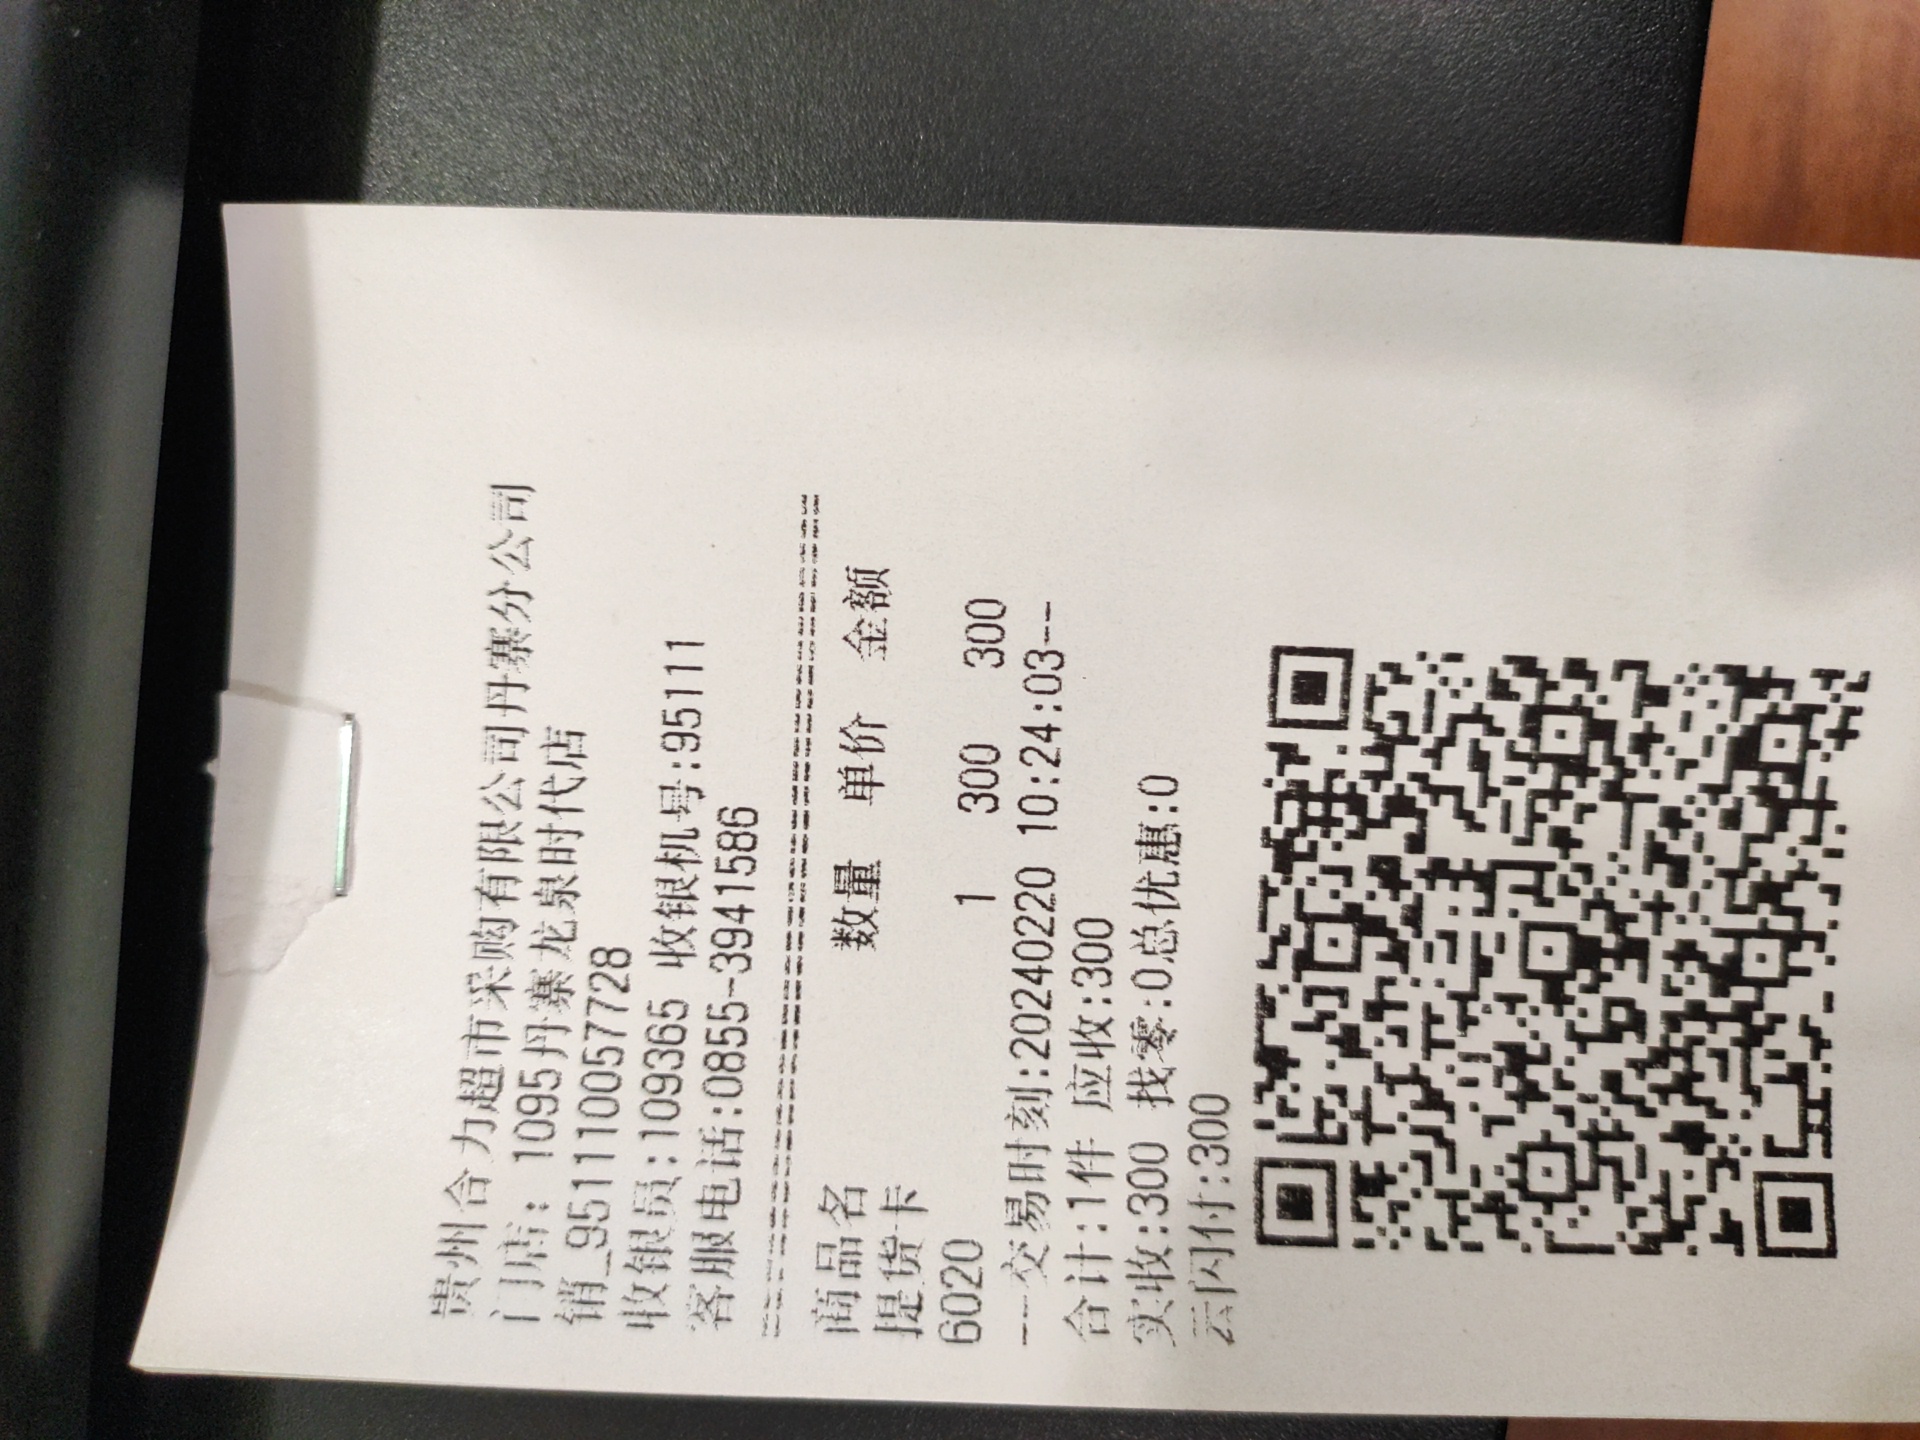 贵州合力超市采购有限公司丹寨分公司
门店：1095丹寨龙泉时代店
销_951110057728
收银员:109365 收银机号:95111
客服电话:0855-3941586
商品名 数量 单价 金额
提货卡
6020 1 300 300
--交易时刻:20240220 10:24:03--
合计:1件 应收:300
实收:300 找零:0总优惠:0
云闪付:300